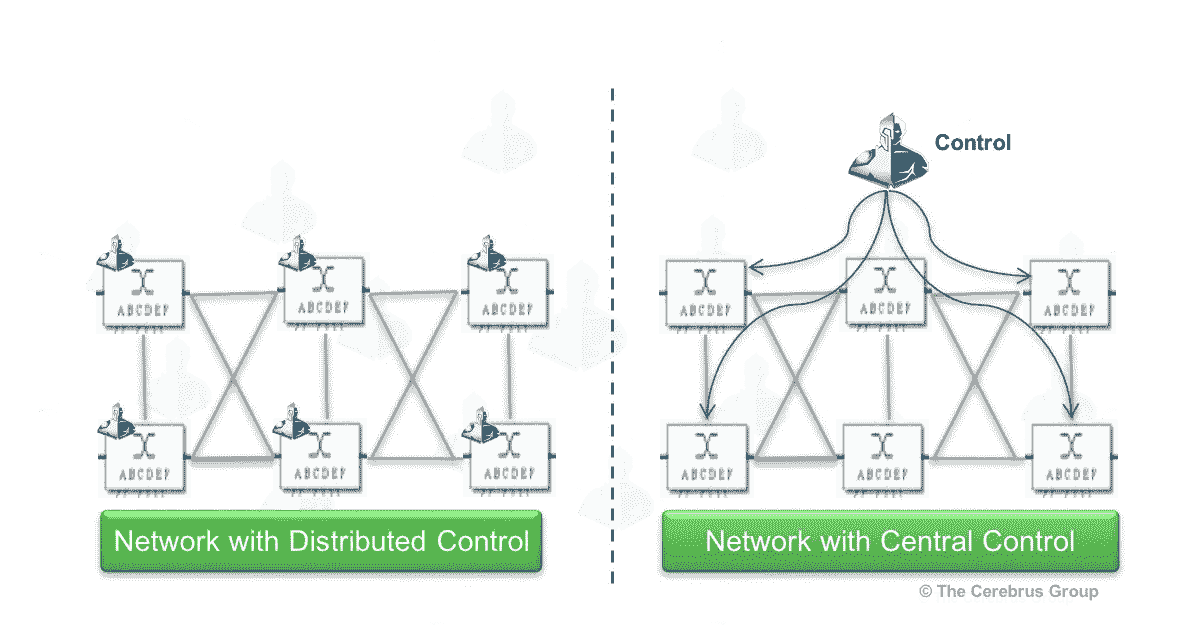 Control
ABCDEF
ABCDEF
ABCDEF
ABCDEF
ABCDEF
ABCDEF
ABCDEF
ABCDEF
ABCDEF
ABCDEF
ABCDEF
ABCDEF
Network with Distributed Control
Network with Central Control
© The Cerebrus Group